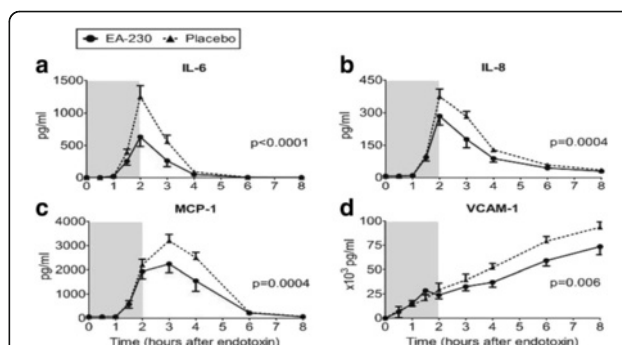 EA-230 Placebo
a IL-6
pg/ml
1500
1000
500
0
p<0.0001
0 1 2 3 4 5 6 7 8
b IL-8
pg/ml
450
300
150
0
p=0.0004
0 1 2 3 4 5 6 7 8
c MCP-1
pg/ml
4000
3000
2000
1000
0
p=0.0004
0 1 2 3 4 5 6 7 8
Time (hours after endotoxin)
d VCAM-1
x10³ pg/ml
100
75
50
25
0
p=0.006
0 1 2 3 4 5 6 7 8
Time (hours after endotoxin)